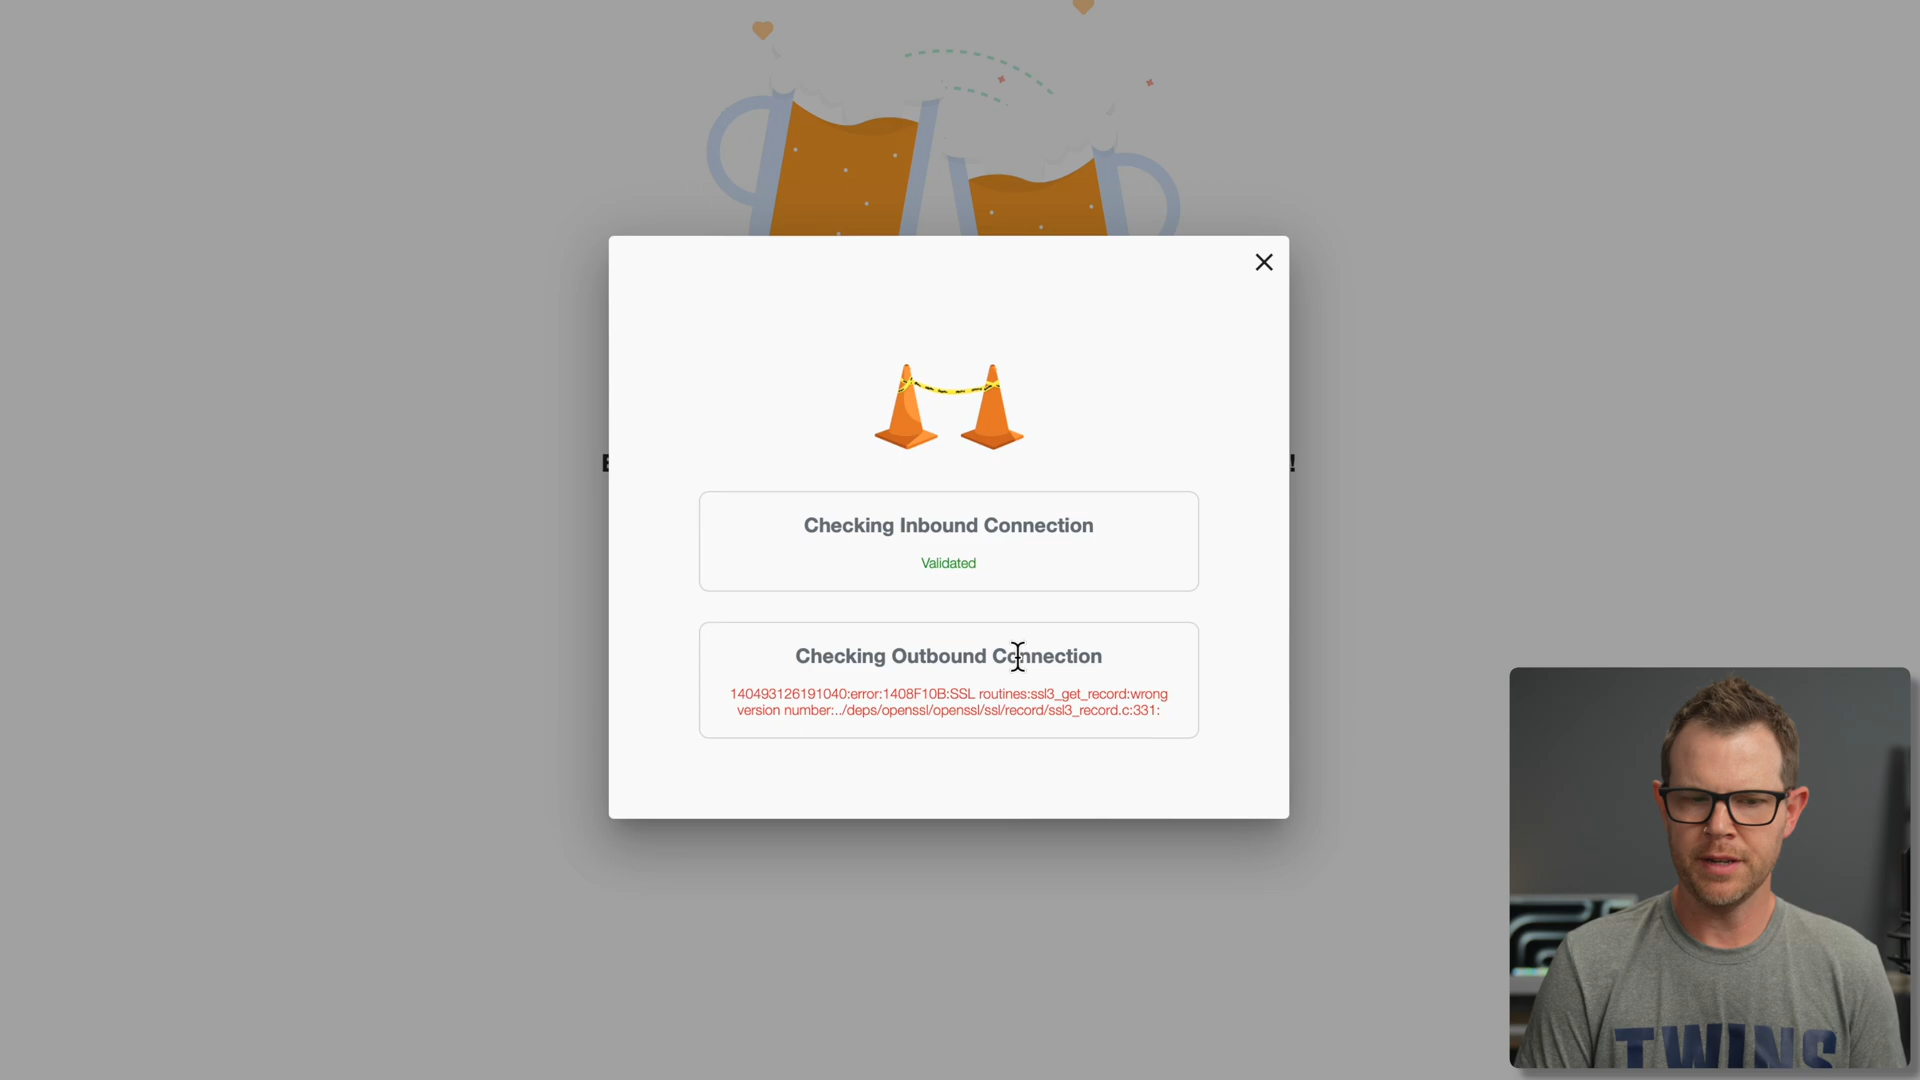 !
Checking Inbound Connection
Validated
Checking Outbound Connection
140493126191040:error:1408F10B:SSL routines:ssl3_get_record:wrong
version number:../deps/openssl/openssl/ssl/record/ssl3_record.c:331:
TWINS